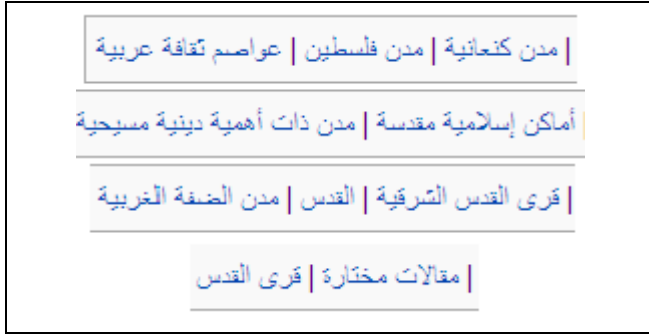 | مدن كنعانية | مدن فلسطين | عواصم ثقافة عربية
| أماكن إسلامية مقدسة | مدن ذات أهمية دينية مسيحية
| قرى القدس الشرقية | القدس | مدن الضفة الغربية
| مقالات مختارة | قرى القدس